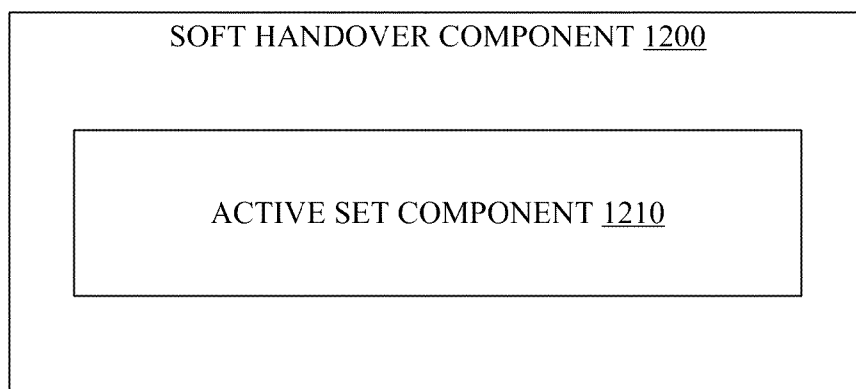 SOFT HANDOVER COMPONENT 1200
ACTIVE SET COMPONENT 1210